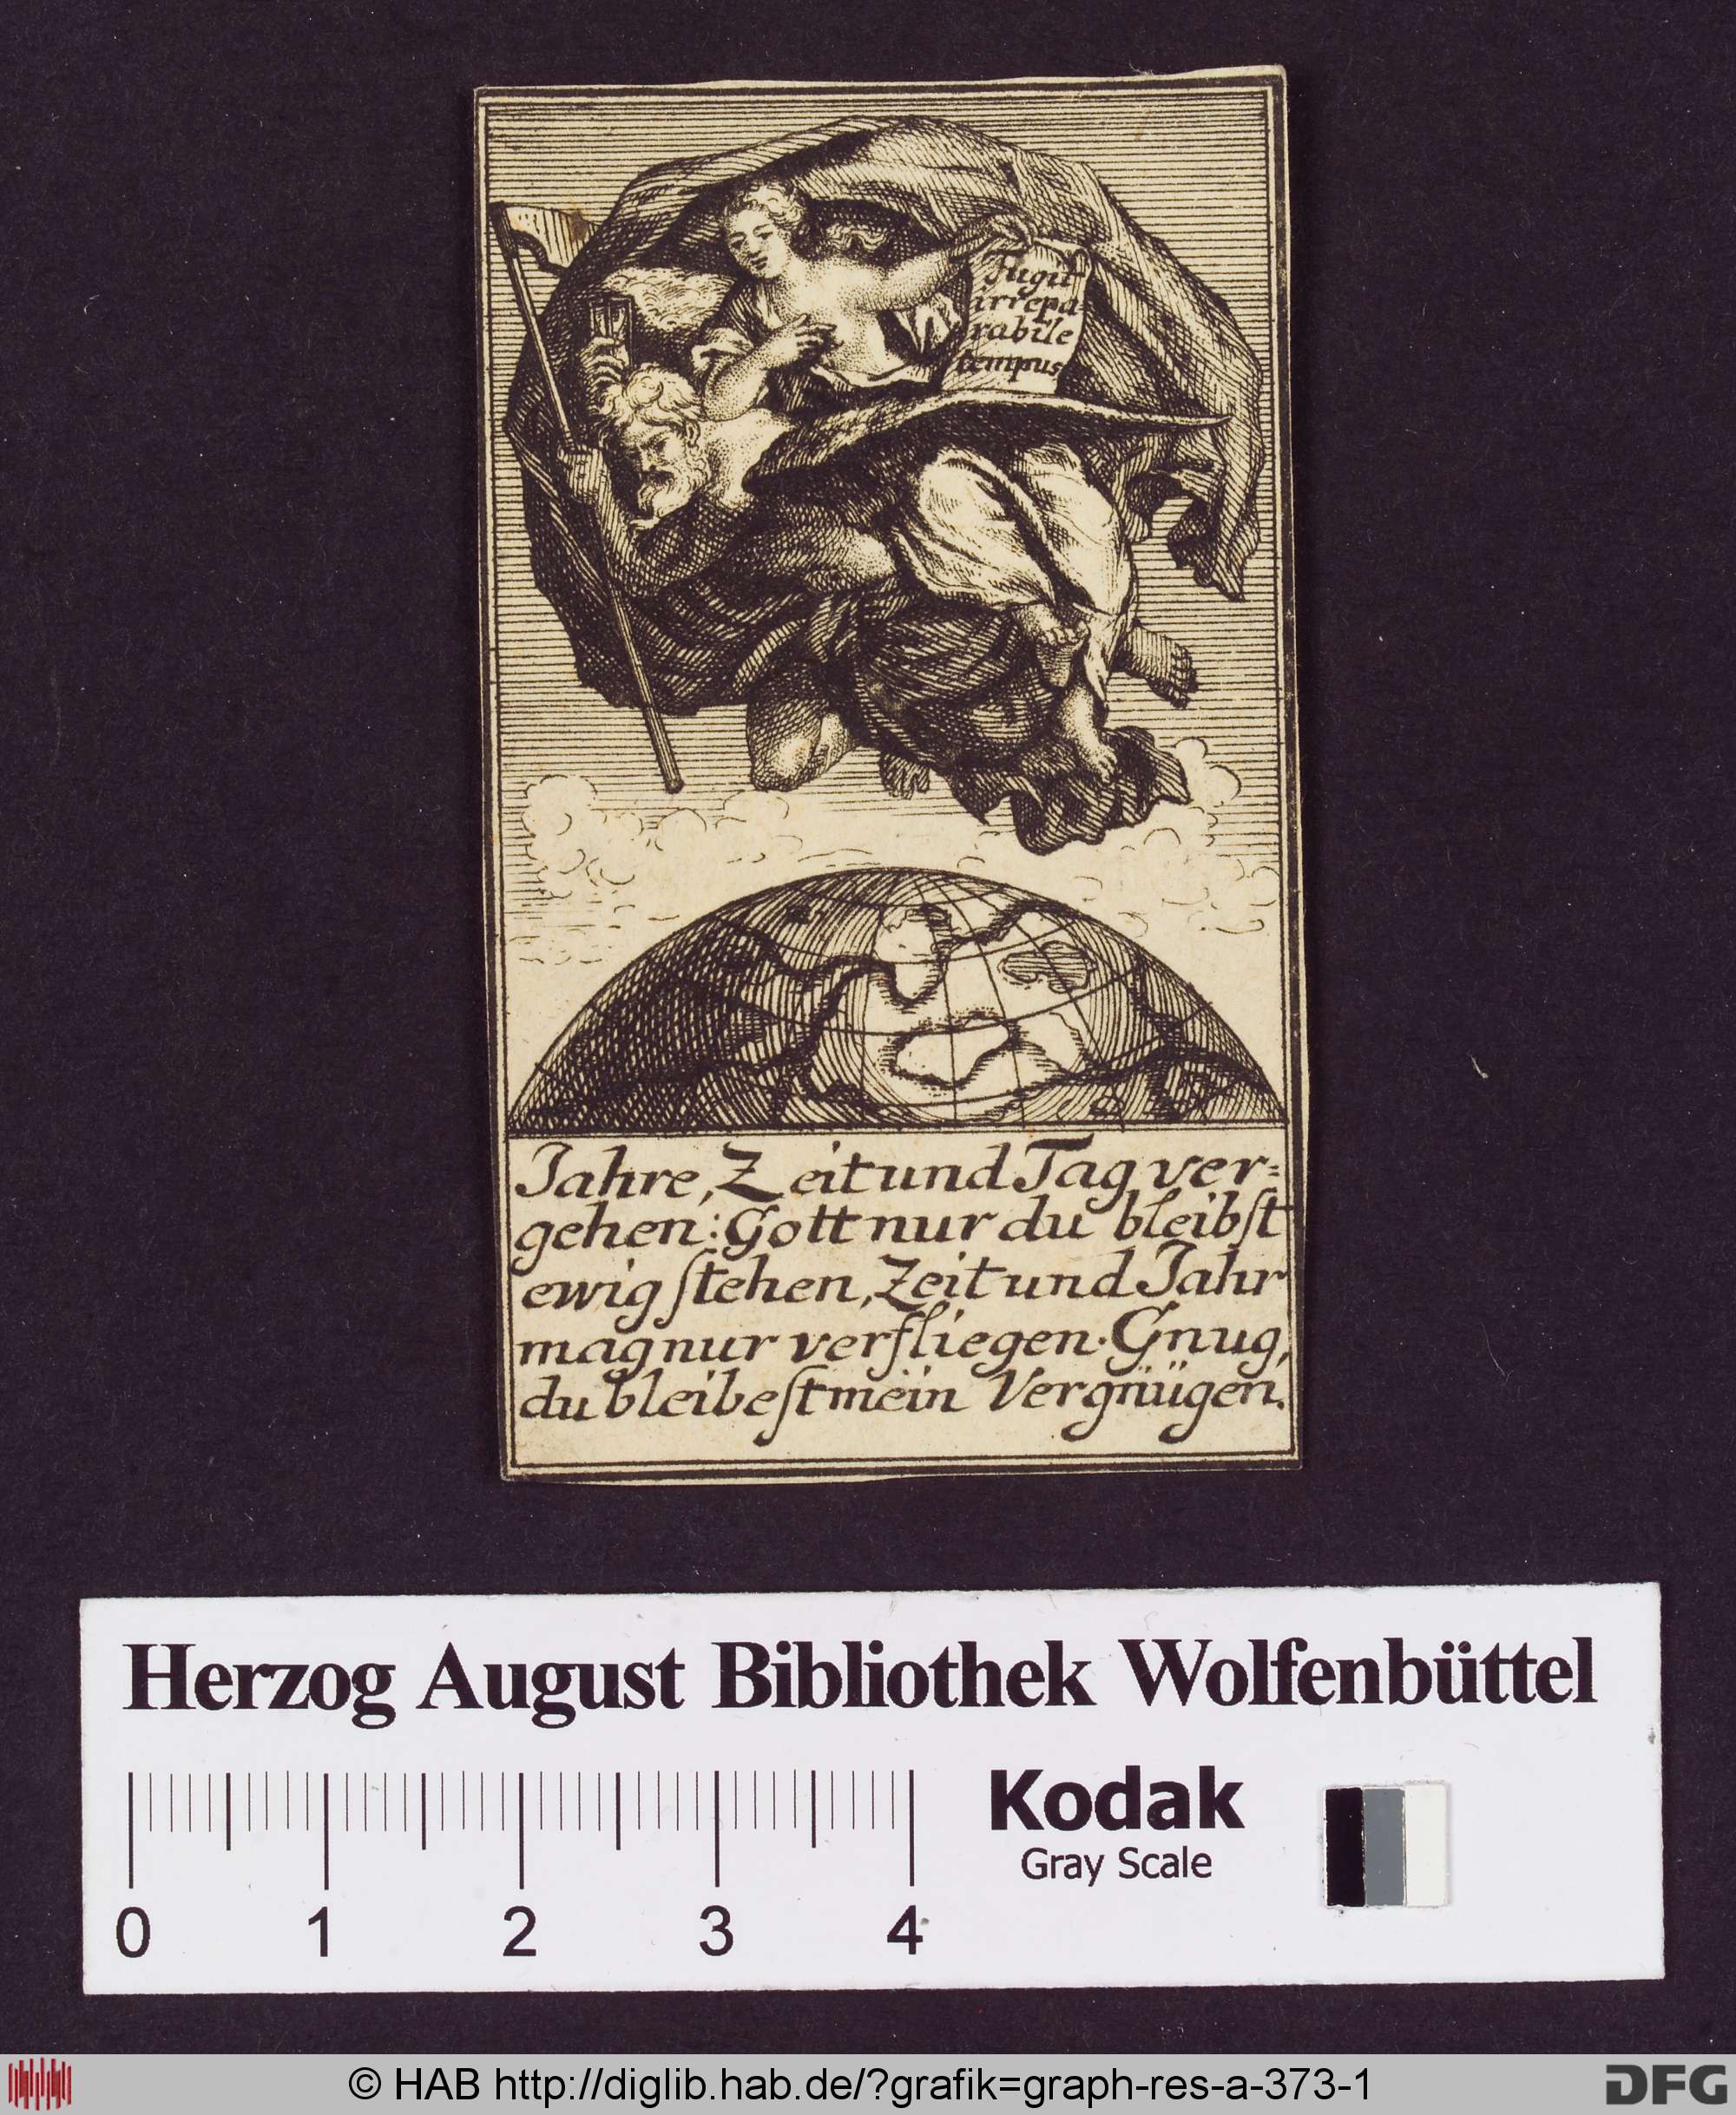 Fugit
irrepa
rabile
tempus
Jahre, Zeit und Tag ver=
gehen: Gott nur du bleibſt
ewig ſtehen, Zeit und Jahr
mag nur verfliegen. Gnug,
du bleibeſt mein Vergnügen.
Herzog August Bibliothek Wolfenbüttel
Kodak
Gray Scale
0 1 2 3 4
© HAB http://diglib.hab.de/?grafik=graph-res-a-373-1
DFG